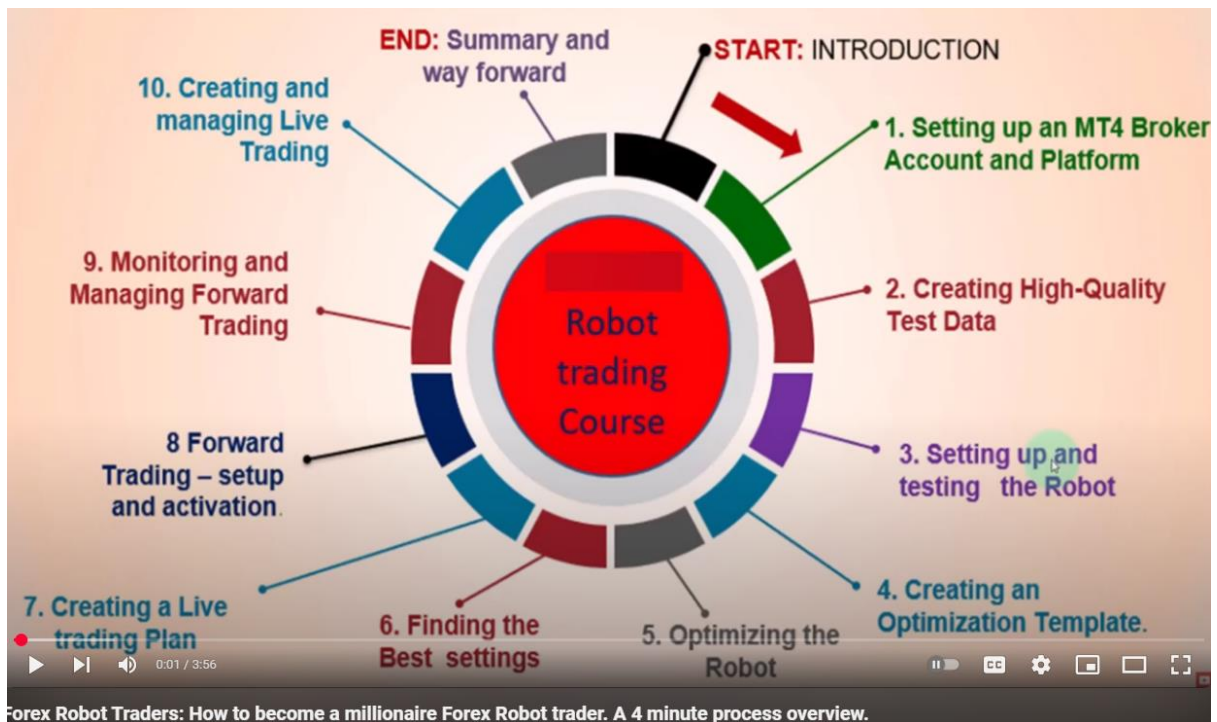 END: Summary and
way forward
START: INTRODUCTION
1. Setting up an MT4 Broker
Account and Platform
2. Creating High-Quality
Test Data
3. Setting up and
testing the Robot
4. Creating an
Optimization Template.
5. Optimizing the
Robot
6. Finding the
Best settings
7. Creating a Live
trading Plan
8 Forward
Trading – setup
and activation.
9. Monitoring and
Managing Forward
Trading
10. Creating and
managing Live
Trading
Robot
trading
Course
0:01 / 3:56
CC
Forex Robot Traders: How to become a millionaire Forex Robot trader. A 4 minute process overview.